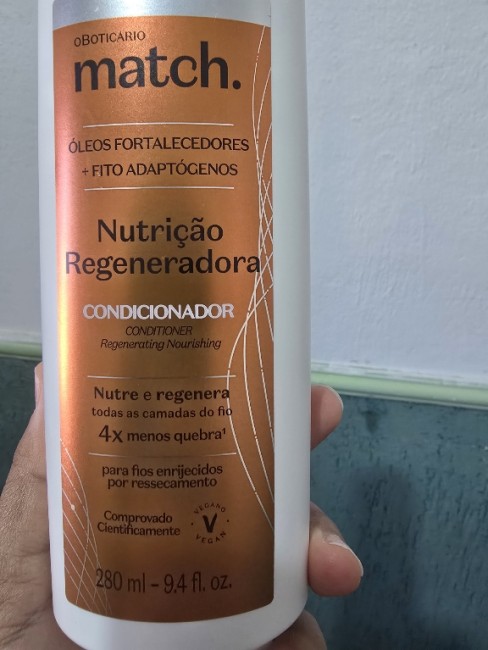 oBoticário
match.
ÓLEOS FORTALECEDORES
+ FITO ADAPTÓGENOS
Nutrição
Regeneradora
CONDICIONADOR
CONDITIONER
Regenerating Nourishing
Nutre e regenera
todas as camadas do fio
4x menos quebra¹
para fios enrijecidos
por ressecamento
Comprovado
Cientificamente
VEGANO
V
VEGAN
280 ml – 9.4 fl. oz.